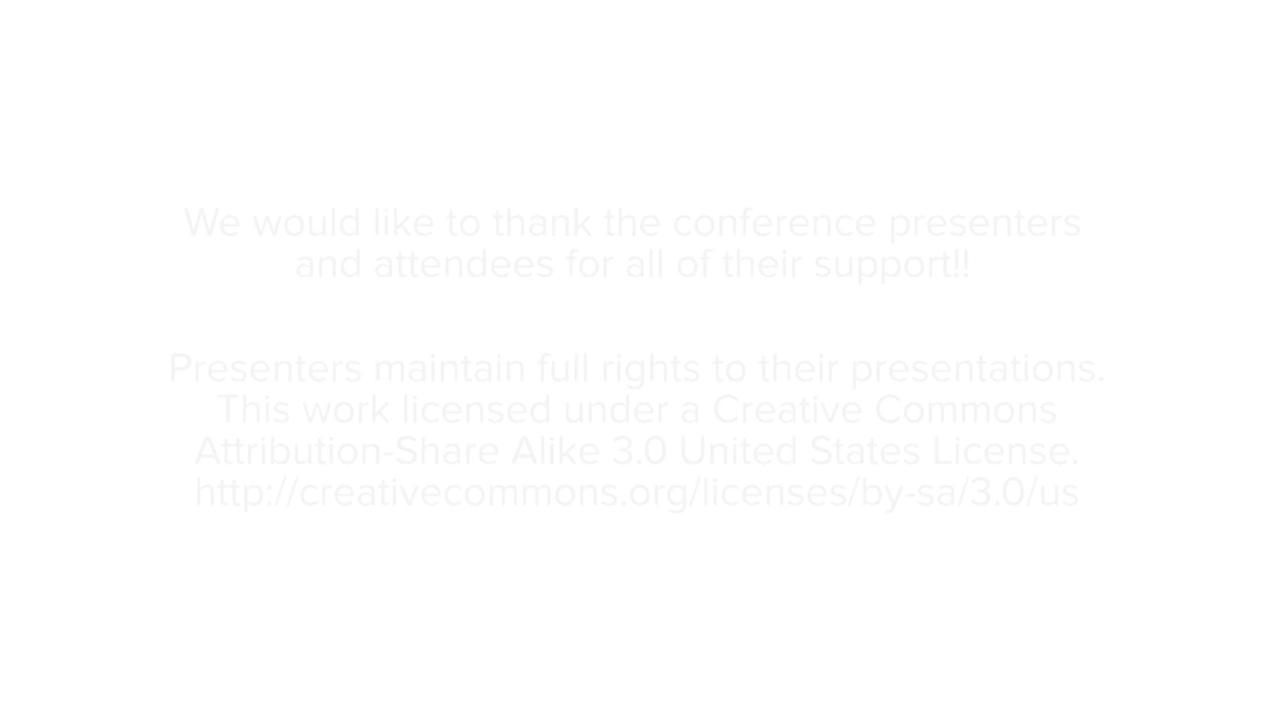 We would like to thank the conference presenters
and attendees for all of their support!!
Presenters maintain full rights to their presentations.
This work licensed under a Creative Commons
Attribution-Share Alike 3.0 United States License.
http://creativecommons.org/licenses/by-sa/3.0/us